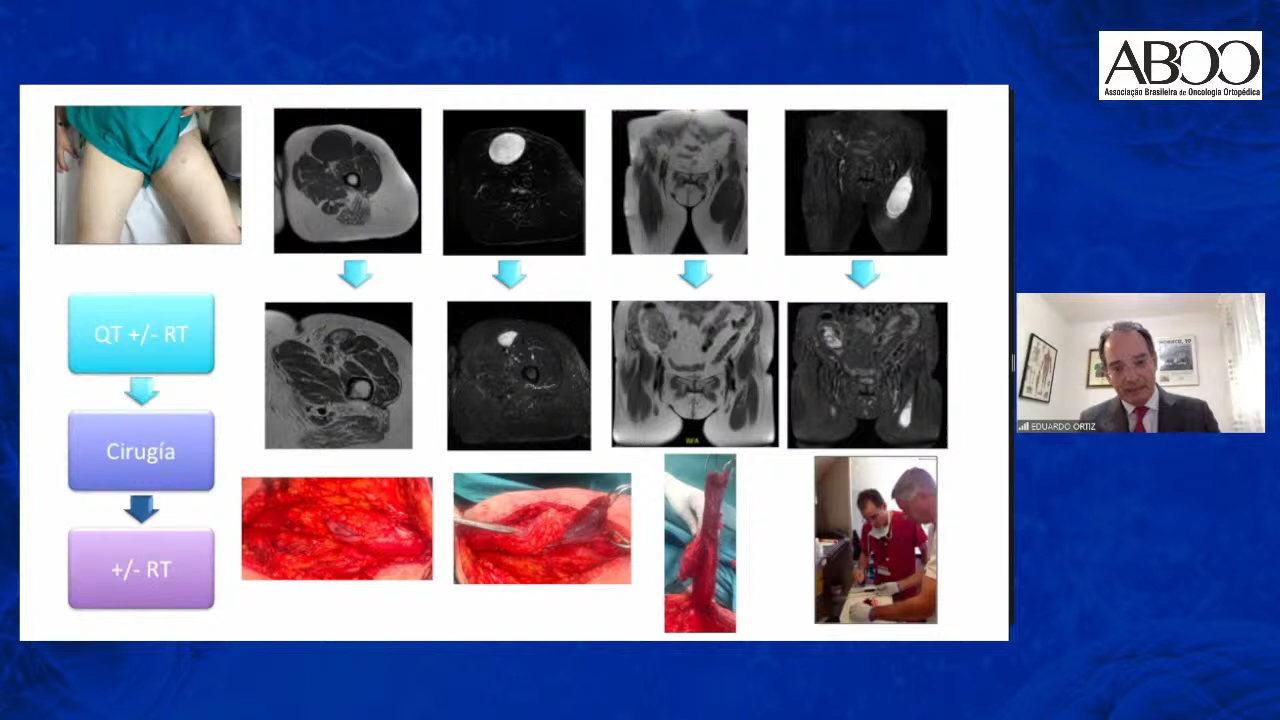 ABOO
Associação Brasileira de Oncologia Ortopédica
QT +/- RT
Cirugía
+/- RT
EDUARDO ORTIZ